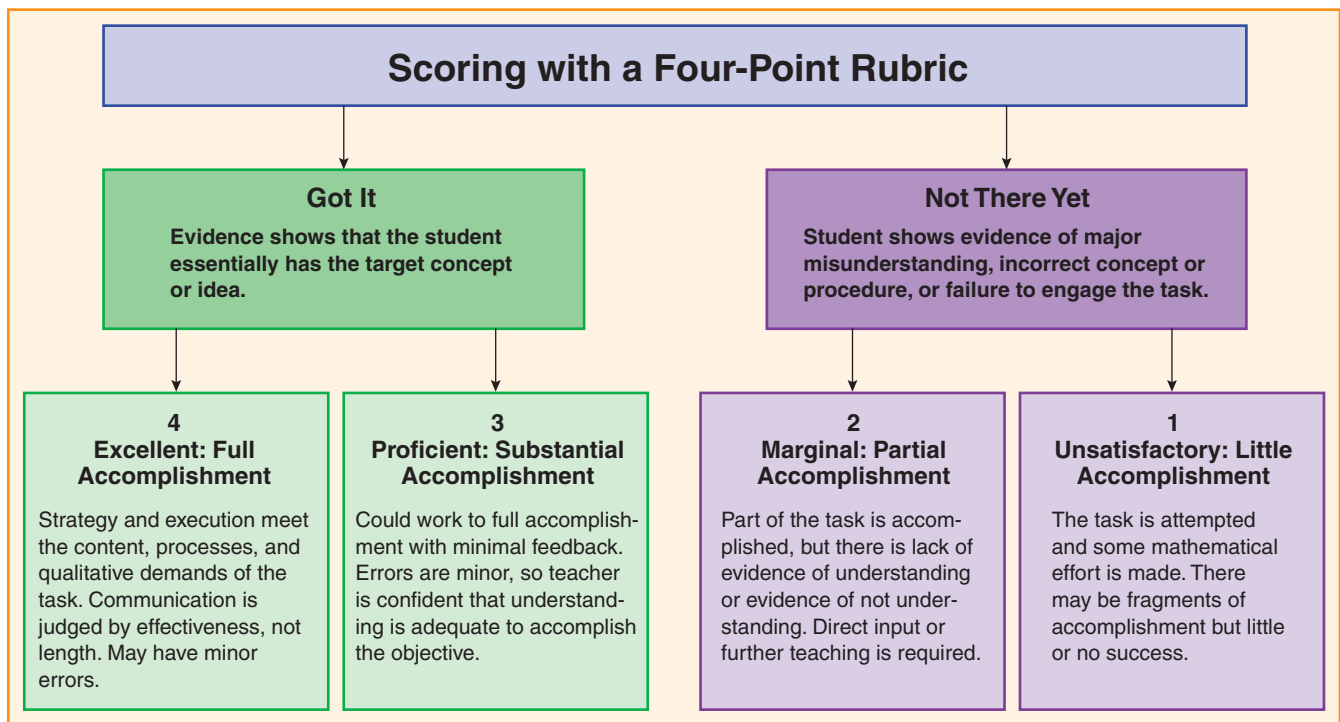 Scoring with a Four-Point Rubric
Got It
Evidence shows that the student
essentially has the target concept
or idea.
Not There Yet
Student shows evidence of major
misunderstanding, incorrect concept or
procedure, or failure to engage the task.
4
Excellent: Full
Accomplishment
Strategy and execution meet
the content, processes, and
qualitative demands of the
task. Communication is
judged by effectiveness, not
length. May have minor
errors.
3
Proficient: Substantial
Accomplishment
Could work to full accomplish-
ment with minimal feedback.
Errors are minor, so teacher
is confident that understand-
ing is adequate to accomplish
the objective.
2
Marginal: Partial
Accomplishment
Part of the task is accom-
plished, but there is lack of
evidence of understanding
or evidence of not under-
standing. Direct input or
further teaching is required.
1
Unsatisfactory: Little
Accomplishment
The task is attempted
and some mathematical
effort is made. There
may be fragments of
accomplishment but little
or no success.